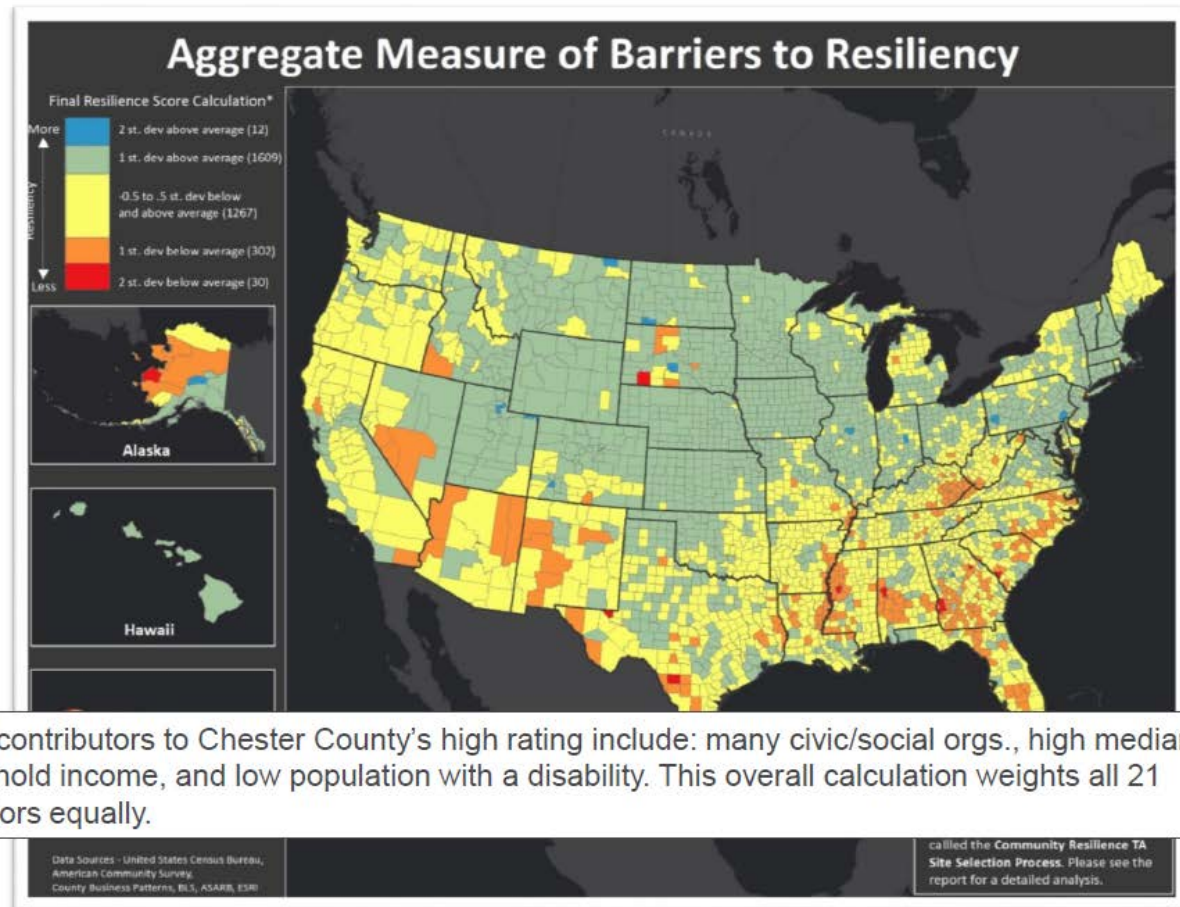 Aggregate Measure of Barriers to Resiliency
Final Resilience Score Calculation*
More
Resiliency
Less
2 st. dev above average (12)
1 st. dev above average (1609)
-0.5 to .5 st. dev below
and above average (1267)
1 st. dev below average (302)
2 st. dev below average (30)
CANADA
Alaska
Hawaii
contributors to Chester County's high rating include: many civic/social orgs., high median
hold income, and low population with a disability. This overall calculation weights all 21
ors equally.
Data Sources - United States Census Bureau,
American Community Survey,
County Business Patterns, BLS, ASARB, ESRI
callled the Community Resilience TA
Site Selection Process. Please see the
report for a detailed analysis.